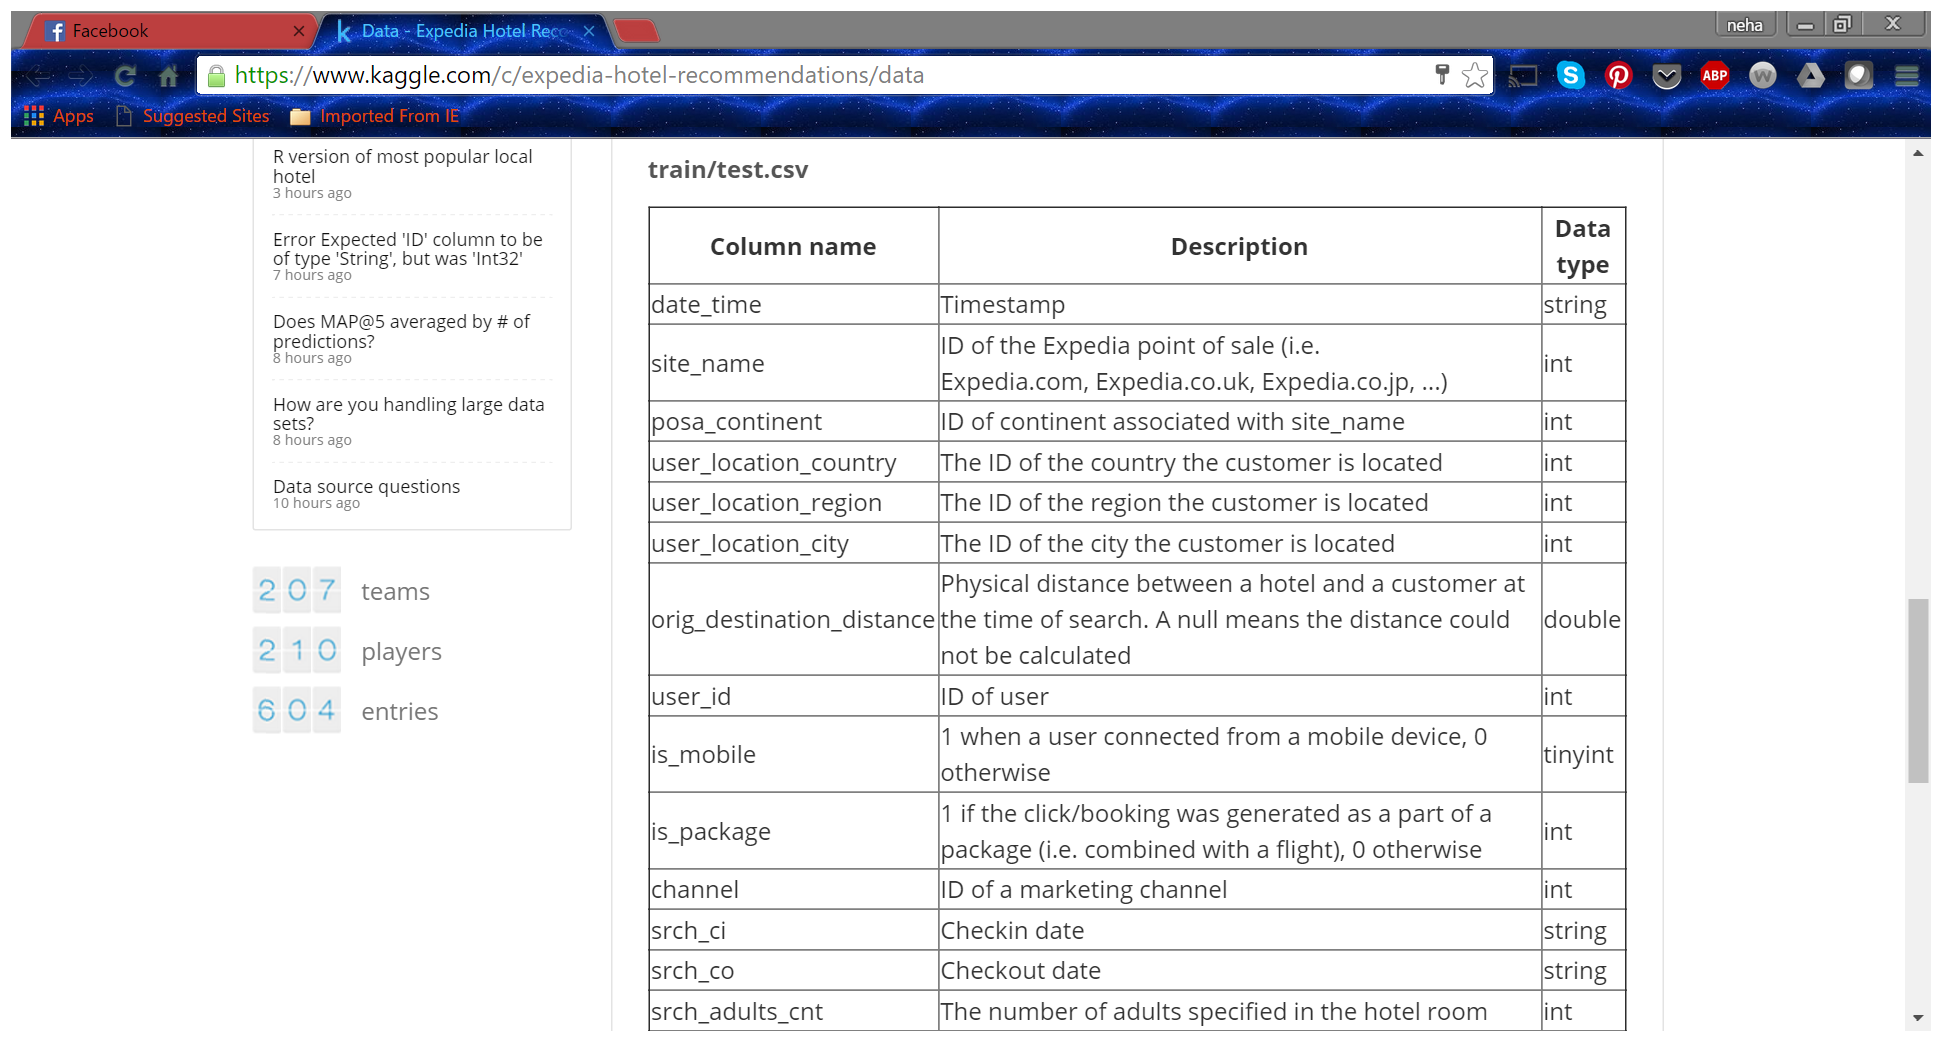 Facebook
Data - Expedia Hotel Rec
neha
https://www.kaggle.com/c/expedia-hotel-recommendations/data
ABP
Apps
Suggested Sites
Imported From IE
R version of most popular local
hotel
3 hours ago
Error Expected 'ID' column to be
of type 'String', but was 'Int32'
7 hours ago
Does MAP@5 averaged by # of
predictions?
8 hours ago
How are you handling large data
sets?
8 hours ago
Data source questions
10 hours ago
207 teams
210 players
604 entries
train/test.csv
Column name Description Data type
date_time Timestamp string
site_name ID of the Expedia point of sale (i.e.
Expedia.com, Expedia.co.uk, Expedia.co.jp, ...) int
posa_continent ID of continent associated with site_name int
user_location_country The ID of the country the customer is located int
user_location_region The ID of the region the customer is located int
user_location_city The ID of the city the customer is located int
orig_destination_distance Physical distance between a hotel and a customer at
the time of search. A null means the distance could
not be calculated double
user_id ID of user int
is_mobile 1 when a user connected from a mobile device, 0
otherwise tinyint
is_package 1 if the click/booking was generated as a part of a
package (i.e. combined with a flight), 0 otherwise int
channel ID of a marketing channel int
srch_ci Checkin date string
srch_co Checkout date string
srch_adults_cnt The number of adults specified in the hotel room int